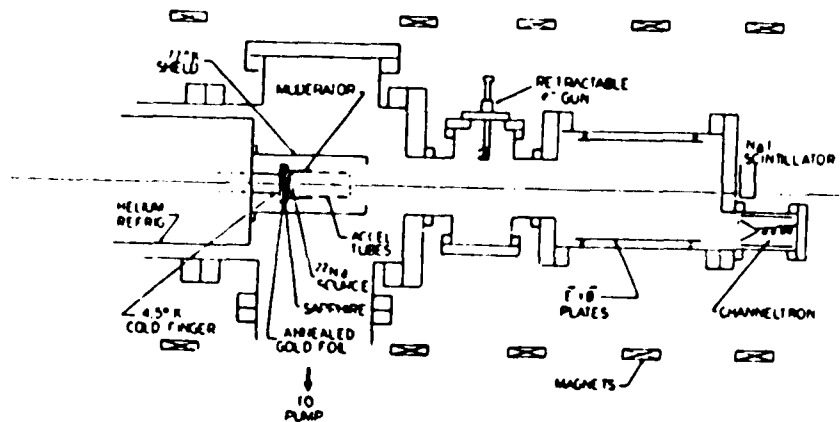 77°K
SHIELD
MODERATOR
RETRACTABLE
e⁻ GUN
NaI
SCINTILLATOR
HELIUM
REFRIG
ACCEL
TUBES
²²Na
SOURCE
SAPPHIRE
4.5°K
COLD FINGER
ANNEALED
GOLD FOIL
E×B
PLATES
CHANNELTRON
MAGNETS
TO
PUMP